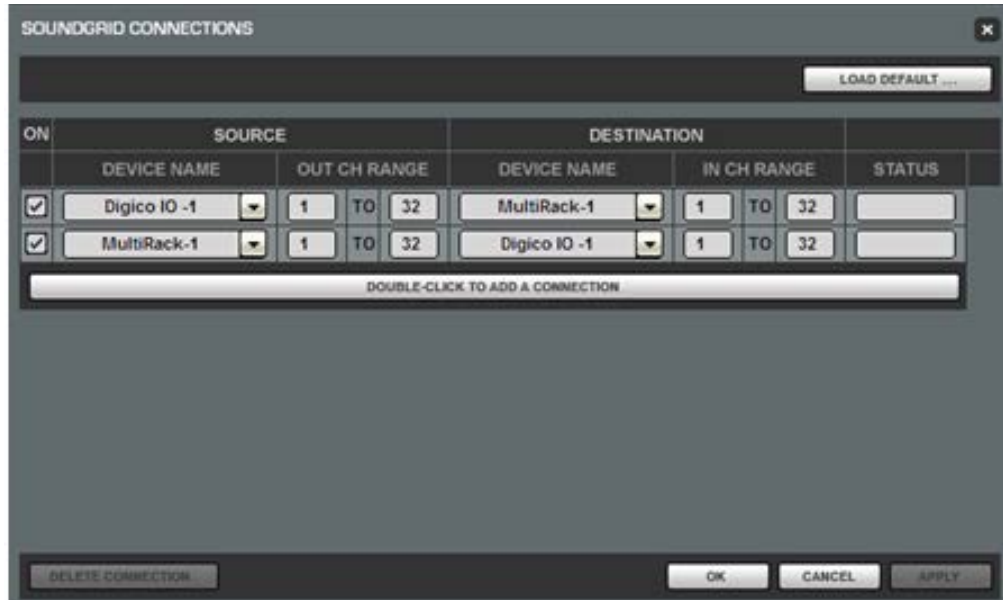 SOUNDGRID CONNECTIONS
LOAD DEFAULT ....
ON SOURCE DESTINATION
DEVICE NAME OUT CH RANGE DEVICE NAME IN CH RANGE STATUS
Digico IO -1 1 TO 32 MultiRack-1 1 TO 32
MultiRack-1 1 TO 32 Digico IO -1 1 TO 32
DOUBLE-CLICK TO ADD A CONNECTION
DELETE CONNECTION OK CANCEL APPLY